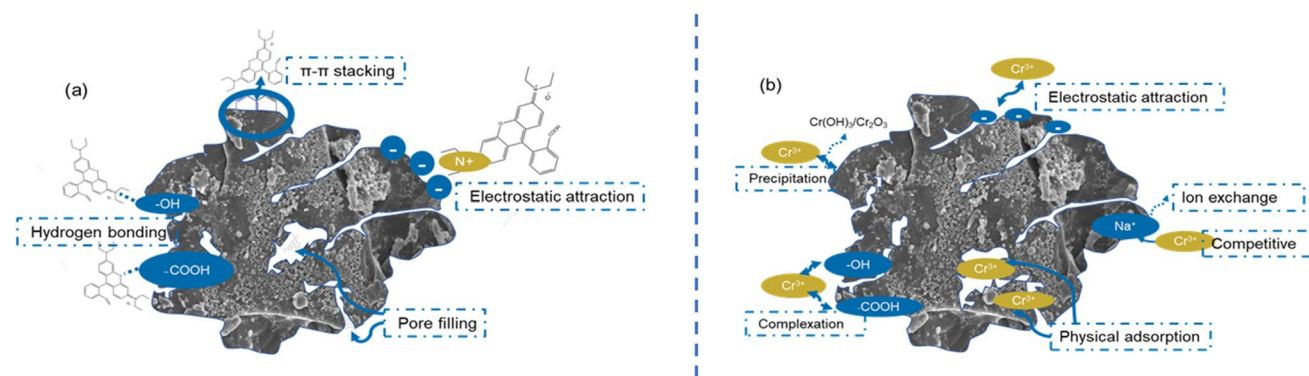 (a)
π-π stacking
N+
COOH
Electrostatic attraction
-OH
Hydrogen bonding
-COOH
Pore filling
(b)
Cr³⁺
Electrostatic attraction
Cr(OH)₃/Cr₂O₃
Cr³⁺
Precipitation
Ion exchange
Na⁺
Cr³⁺
Competitive
-OH
Cr³⁺
Cr³⁺
-COOH
Cr³⁺
Complexation
Physical adsorption